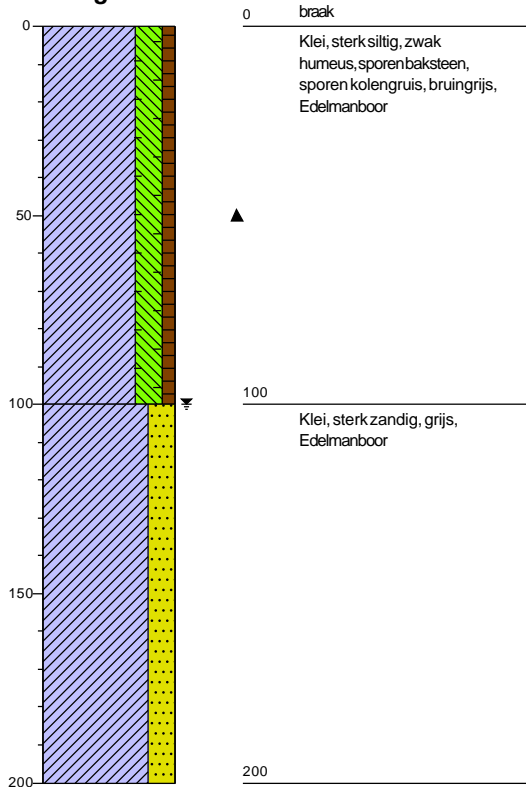 0
0 braak
Klei, sterk siltig, zwak
humeus, sporen baksteen,
sporen kolengruis, bruingrijs,
Edelmanboor
50
100
100
Klei, sterk zandig, grijs,
Edelmanboor
150
200
200